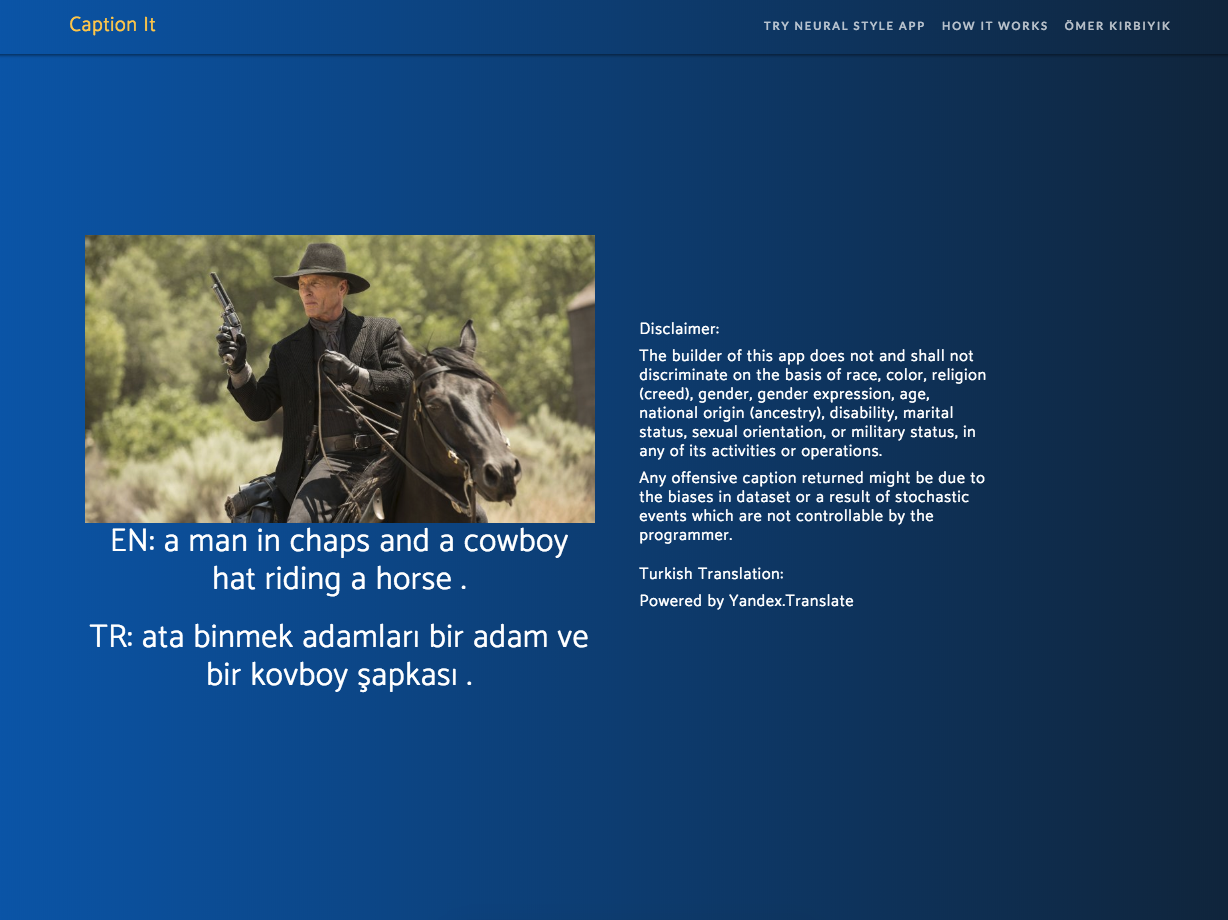 Caption It
TRY NEURAL STYLE APP HOW IT WORKS ÖMER KIRBIYIK
EN: a man in chaps and a cowboy
hat riding a horse .
TR: ata binmek adamları bir adam ve
bir kovboy şapkası .
Disclaimer:
The builder of this app does not and shall not
discriminate on the basis of race, color, religion
(creed), gender, gender expression, age,
national origin (ancestry), disability, marital
status, sexual orientation, or military status, in
any of its activities or operations.
Any offensive caption returned might be due to
the biases in dataset or a result of stochastic
events which are not controllable by the
programmer.
Turkish Translation:
Powered by Yandex.Translate